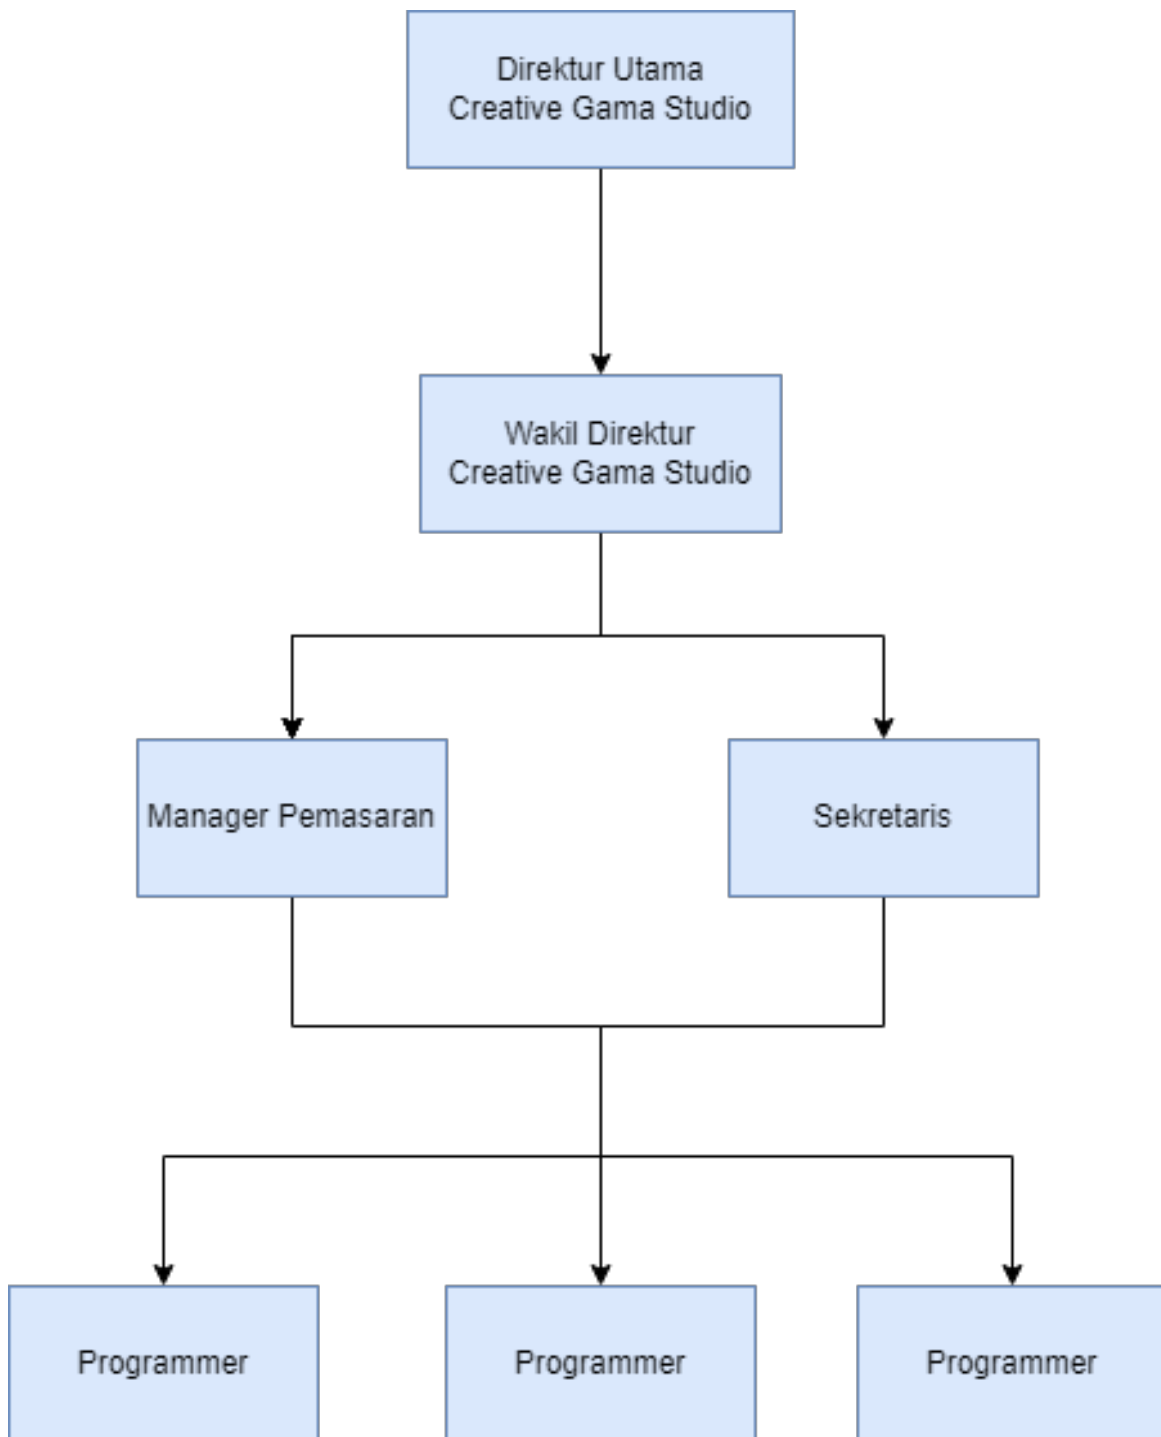 Direktur Utama
Creative Gama Studio
Wakil Direktur
Creative Gama Studio
Manager Pemasaran
Sekretaris
Programmer
Programmer
Programmer